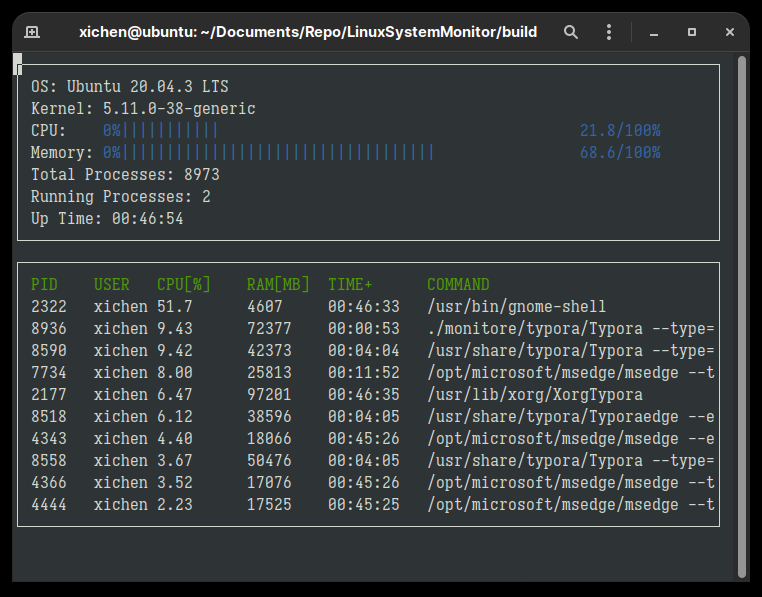 xichen@ubuntu: ~/Documents/Repo/LinuxSystemMonitor/build
OS: Ubuntu 20.04.3 LTS
Kernel: 5.11.0-38-generic
CPU: 0%||||||||||| 21.8/100%
Memory: 0%||||||||||||||||||||||||||||||||||| 68.6/100%
Total Processes: 8973
Running Processes: 2
Up Time: 00:46:54
PID USER CPU[%] RAM[MB] TIME+ COMMAND
2322 xichen 51.7 4607 00:46:33 /usr/bin/gnome-shell
8936 xichen 9.43 72377 00:00:53 ./monitore/typora/Typora --type=
8590 xichen 9.42 42373 00:04:04 /usr/share/typora/Typora --type=
7734 xichen 8.00 25813 00:11:52 /opt/microsoft/msedge/msedge --t
2177 xichen 6.47 97201 00:46:35 /usr/lib/xorg/XorgTypora
8518 xichen 6.12 38596 00:04:05 /usr/share/typora/Typoraedge --e
4343 xichen 4.40 18066 00:45:26 /opt/microsoft/msedge/msedge --e
8558 xichen 3.67 50476 00:04:05 /usr/share/typora/Typora --type=
4366 xichen 3.52 17076 00:45:26 /opt/microsoft/msedge/msedge --t
4444 xichen 2.23 17525 00:45:25 /opt/microsoft/msedge/msedge --t